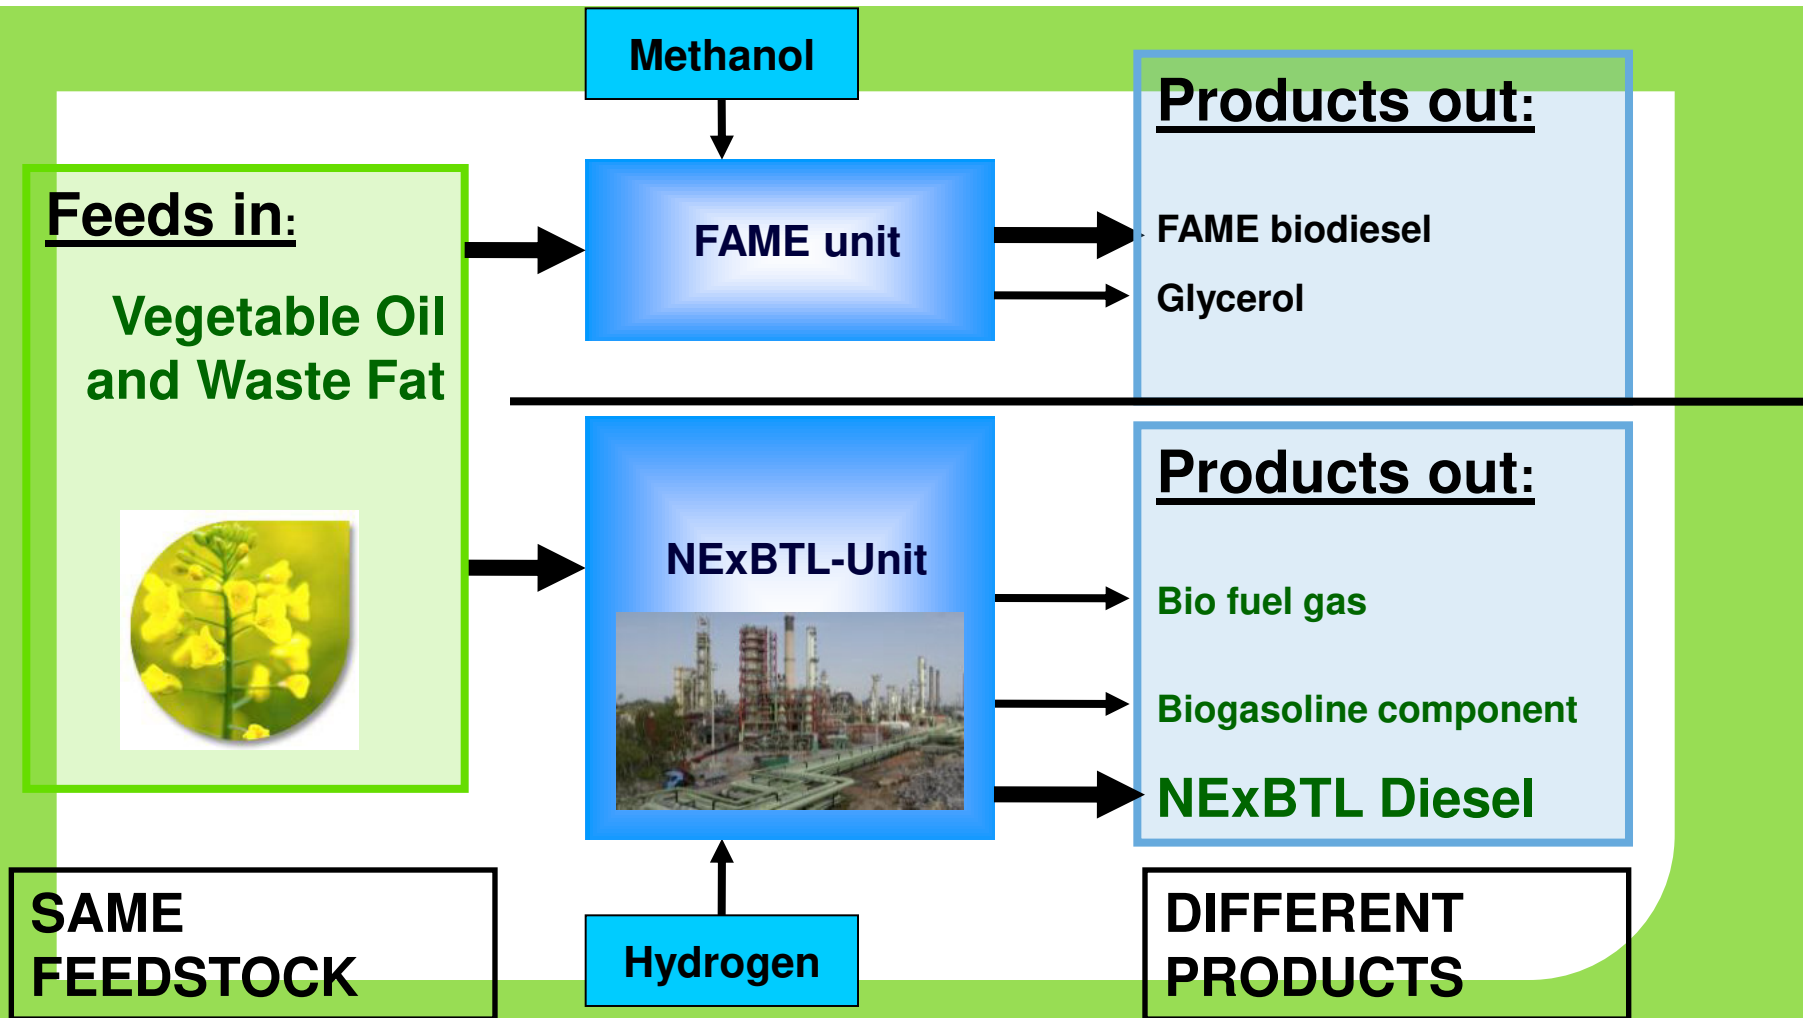 Methanol
Products out:
Feeds in:
FAME unit
FAME biodiesel
Glycerol
Vegetable Oil
and Waste Fat
Products out:
NExBTL-Unit
Bio fuel gas
Biogasoline component
NExBTL Diesel
SAME
FEEDSTOCK
Hydrogen
DIFFERENT
PRODUCTS